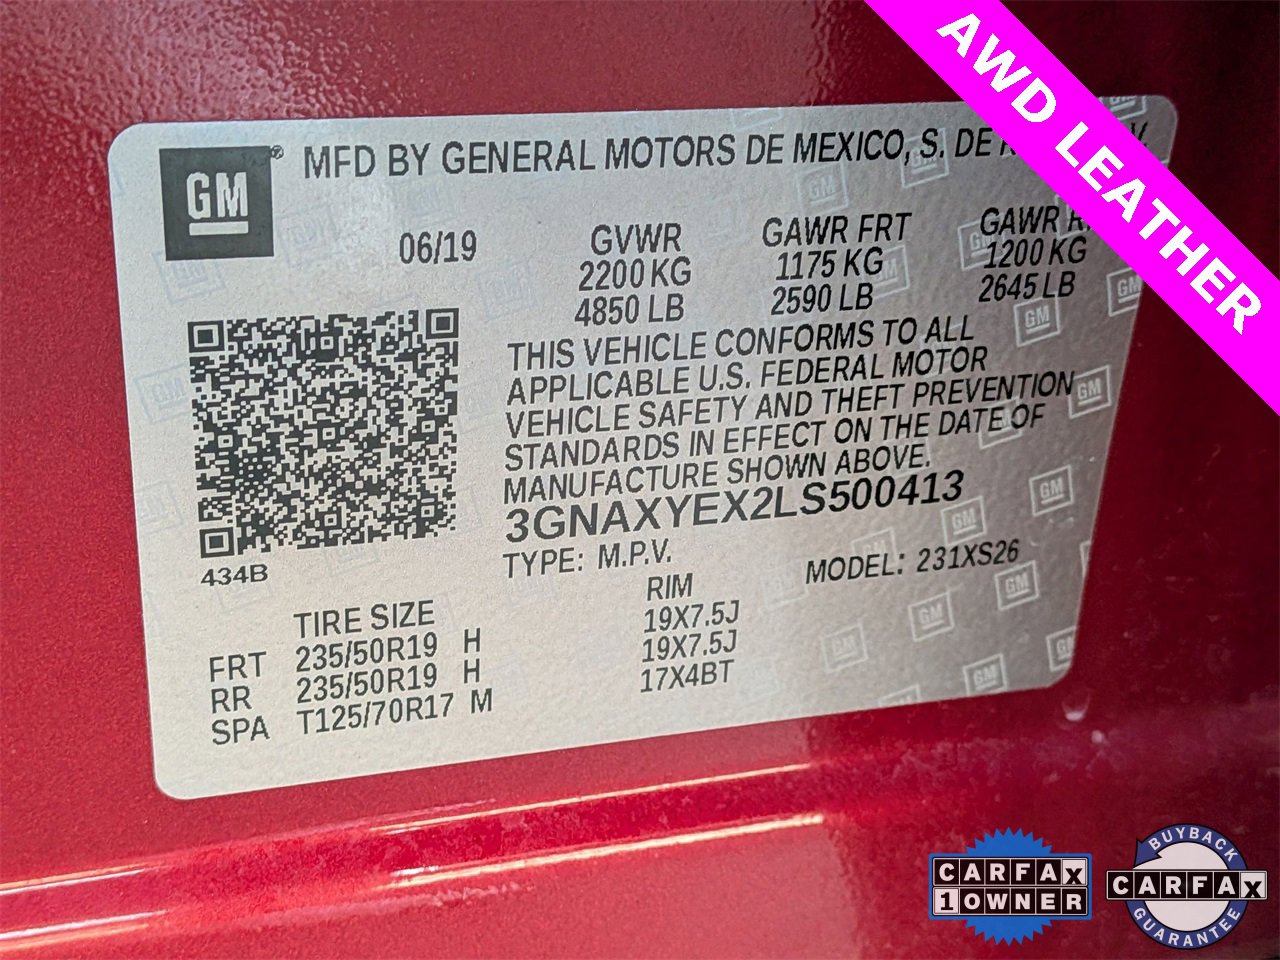 AWD LEATHER
GM
MFD BY GENERAL MOTORS DE MEXICO, S. DE
06/19
GVWR GAWR FRT GAWR
2200 KG 1175 KG 1200 KG
4850 LB 2590 LB 2645 LB
THIS VEHICLE CONFORMS TO ALL
APPLICABLE U.S. FEDERAL MOTOR
VEHICLE SAFETY AND THEFT PREVENTION
STANDARDS IN EFFECT ON THE DATE OF
MANUFACTURE SHOWN ABOVE.
3GNAXYEX2LS500413
434B
TYPE: M.P.V. MODEL: 231XS26
TIRE SIZE RIM
FRT 235/50R19 H 19X7.5J
RR 235/50R19 H 19X7.5J
SPA T125/70R17 M 17X4BT
CARFAX
1 OWNER
BUYBACK
CARFAX
GUARANTEE